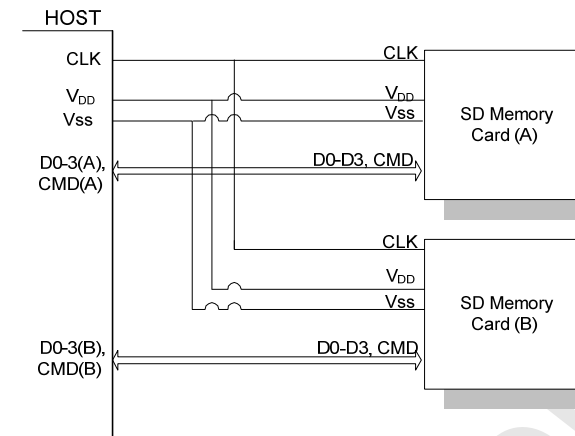 HOST
CLK
CLK
VDD
VDD
Vss
Vss
SD Memory
Card (A)
D0-3(A),
CMD(A)
D0-D3, CMD
CLK
VDD
Vss
SD Memory
Card (B)
D0-3(B),
CMD(B)
D0-D3, CMD